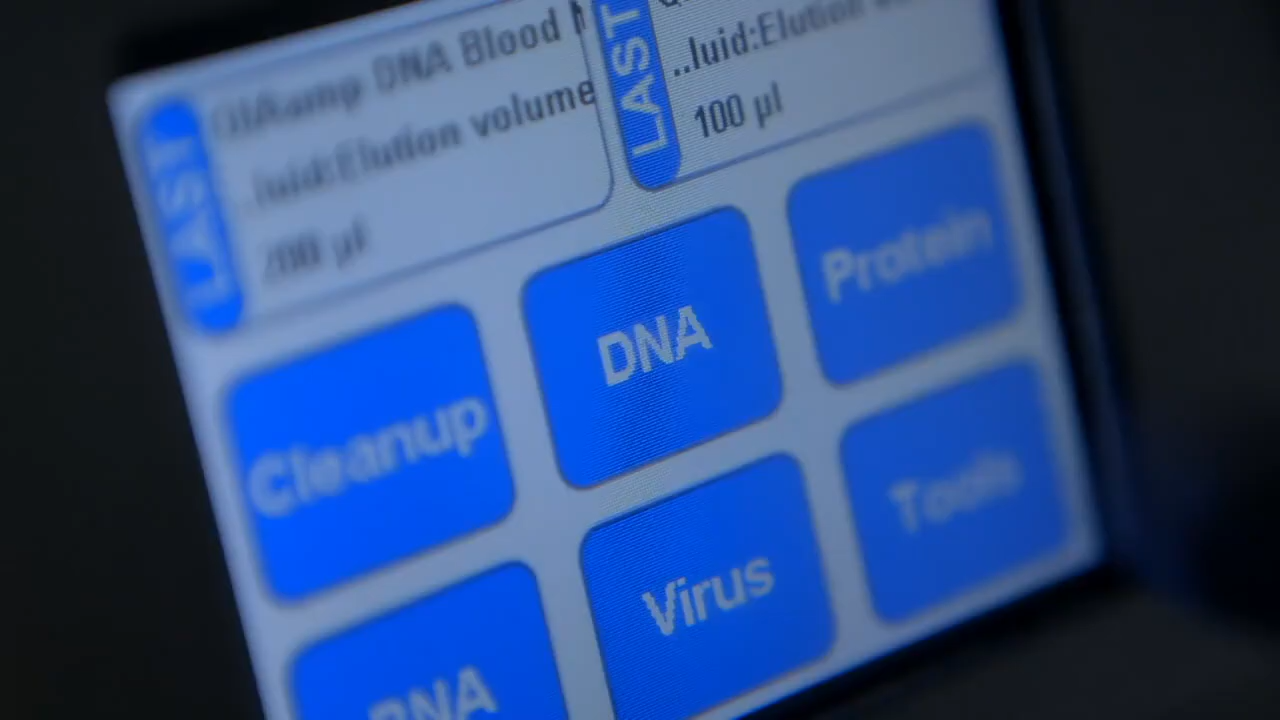 LAST
QIAamp DNA Blood
..luid:Elution volume
200 µl
LAST
..luid:Elution
100 µl
Cleanup
DNA
Protein
RNA
Virus
Tools